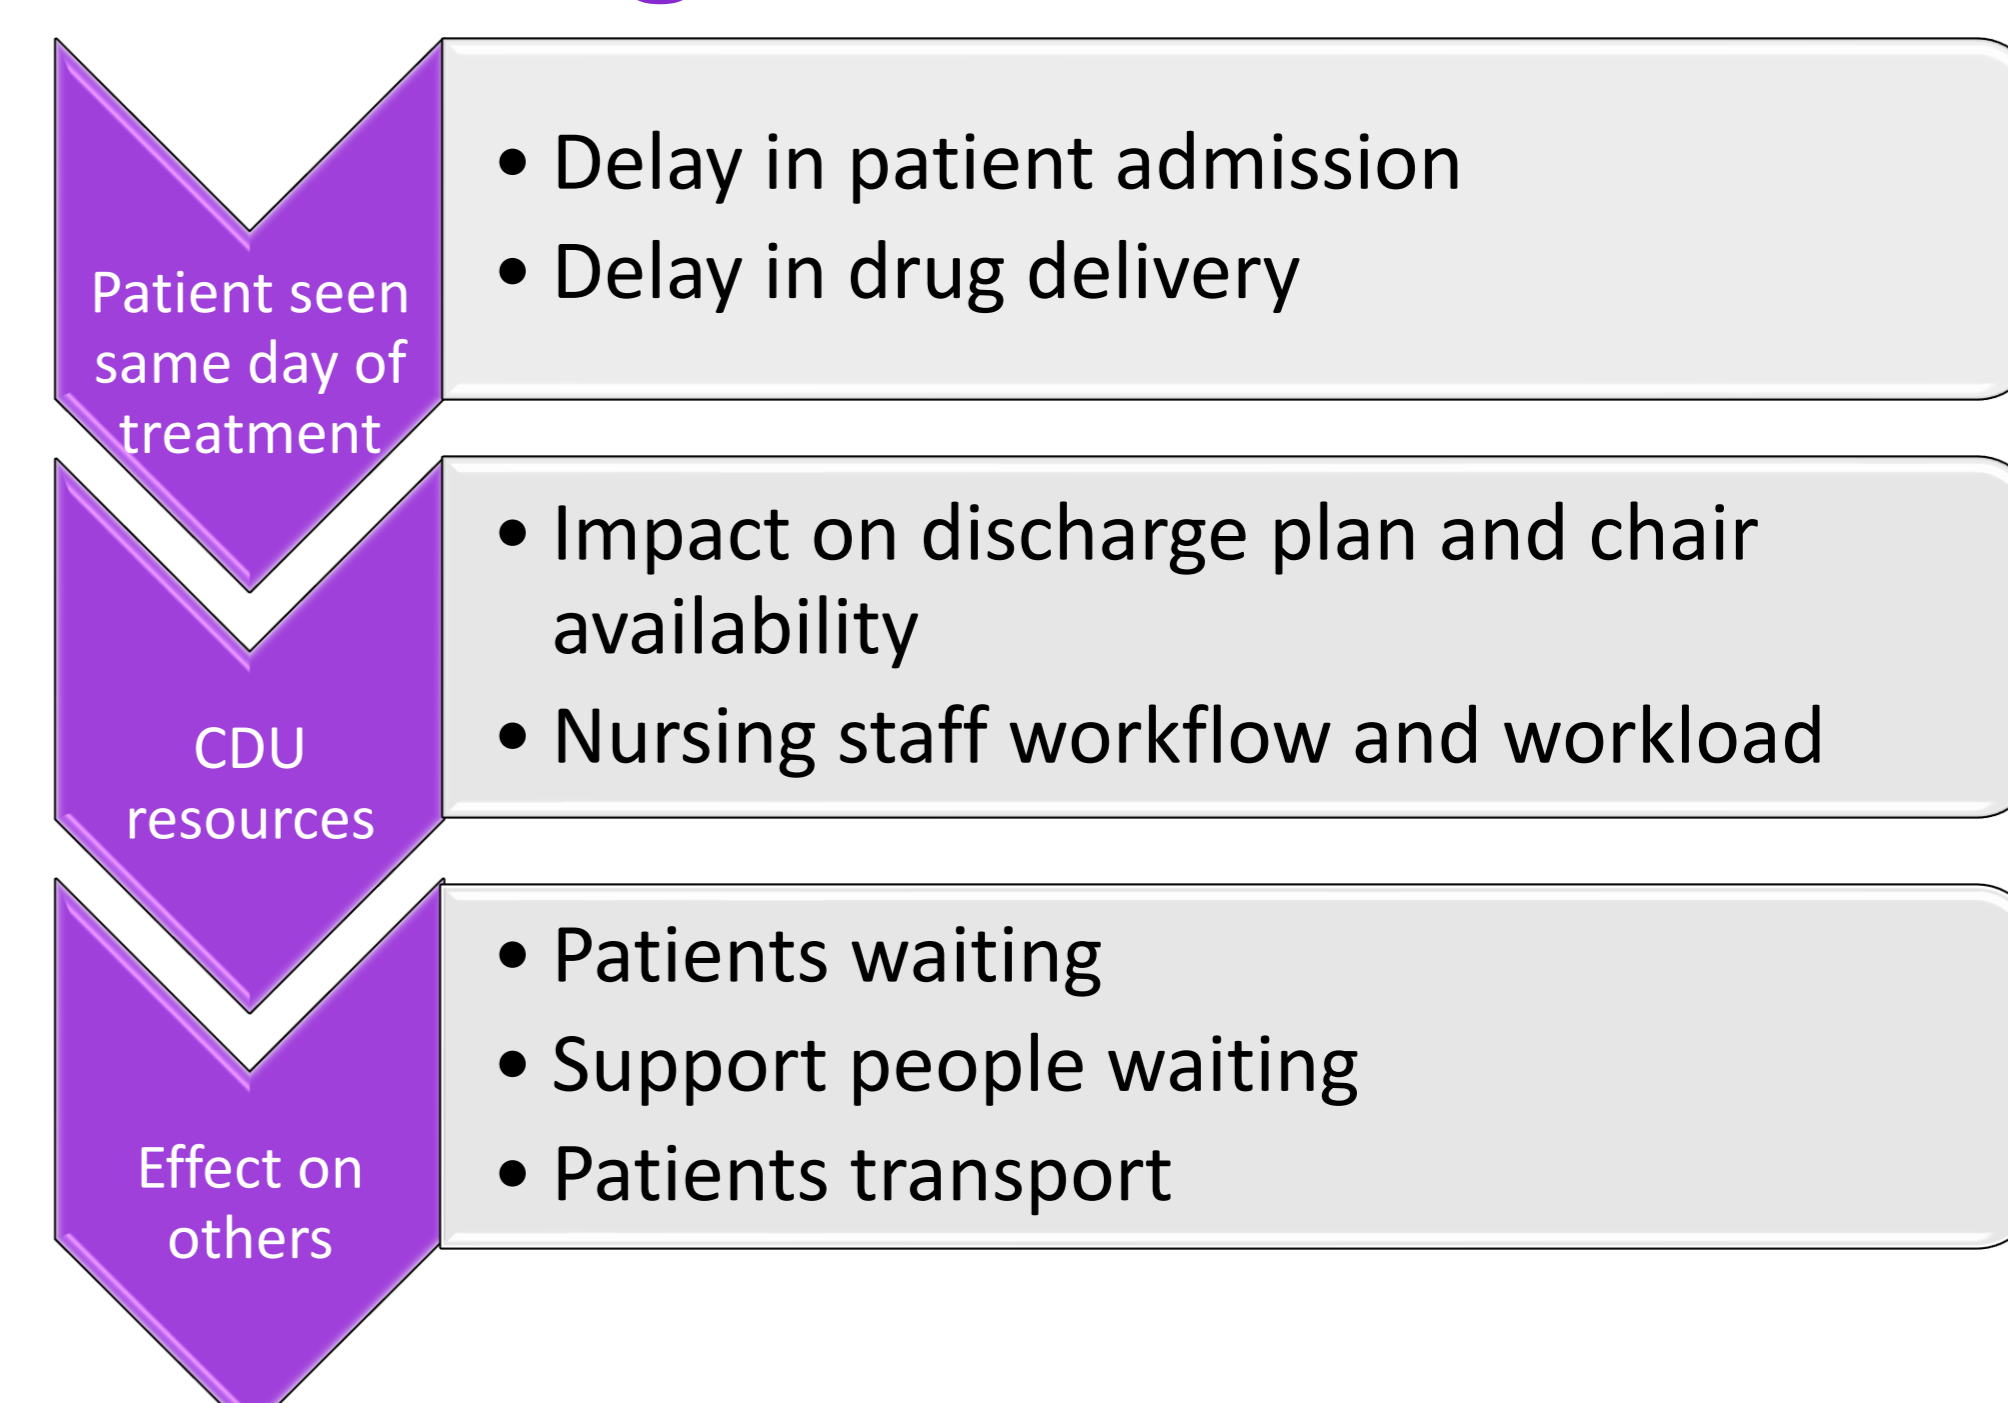 Patient seen
same day of
treatment
• Delay in patient admission
• Delay in drug delivery
CDU
resources
• Impact on discharge plan and chair
availability
• Nursing staff workflow and workload
Effect on
others
• Patients waiting
• Support people waiting
• Patients transport